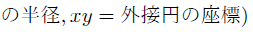 の半径, xy = 外接円の座標)